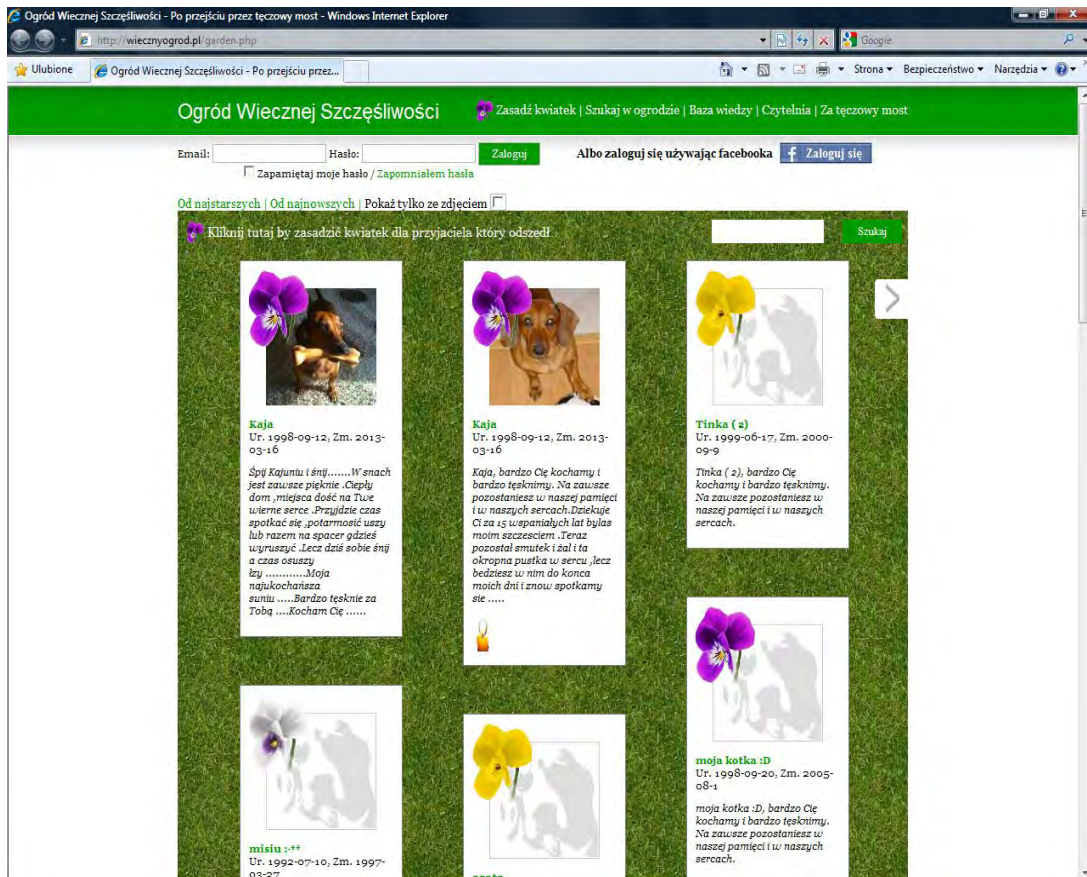 Ogród Wiecznej Szczęśliwości - Po przejściu przez tęczowy most - Windows Internet Explorer
http://wiecznyogrod.pl/garden.php
Google
Ulubione
Ogród Wiecznej Szczęśliwości - Po przejściu przez...
Strona
Bezpieczeństwo
Narzędzia
Ogród Wiecznej Szczęśliwości
Zasadź kwiatek | Szukaj w ogrodzie | Baza wiedzy | Czytelnia | Za tęczowy most
Email:
Hasło:
Zaloguj
Albo zaloguj się używając facebooka
f Zaloguj się
Zapamiętaj moje hasło / Zapomniałem hasła
Od najstarszych | Od najnowszych | Pokaż tylko ze zdjęciem
Kliknij tutaj by zasadzić kwiatek dla przyjaciela który odszedł
Szukaj
Kaja
Ur. 1998-09-12, Zm. 2013-
03-16
Śpij Kajuniu i śnij.......W snach
jest zawsze pięknie .Ciepły
dom ,miejsca dość na Twe
wierne serce .Przyjdzie czas
spotkać się ,potarmosić uszy
lub razem na spacer gdzieś
wyruszyć .Lecz dziś sobie śnij
a czas osuszy
łzy ............Moja
najukochańsza
suniu .....Bardzo tęsknie za
Tobą ....Kocham Cię ......
Kaja
Ur. 1998-09-12, Zm. 2013-
03-16
Kaja, bardzo Cię kochamy i
bardzo tęsknimy. Na zawsze
pozostaniesz w naszej pamięci
i w naszych sercach.Dziekuje
Ci za 15 wspaniałych lat bylas
moim szczesciem .Teraz
pozostał smutek i żal i ta
okropna pustka w sercu ,lecz
bedziesz w nim do konca
moich dni i znow spotkamy
sie .....
Tinka ( 2)
Ur. 1999-06-17, Zm. 2000-
09-9
Tinka ( 2), bardzo Cię
kochamy i bardzo tęsknimy.
Na zawsze pozostaniesz w
naszej pamięci i w naszych
sercach.
moja kotka :D
Ur. 1998-09-20, Zm. 2005-
08-1
moja kotka :D, bardzo Cię
kochamy i bardzo tęsknimy.
Na zawsze pozostaniesz w
naszej pamięci i w naszych
sercach.
misiu :-**
Ur. 1992-07-10, Zm. 1997-
03-27